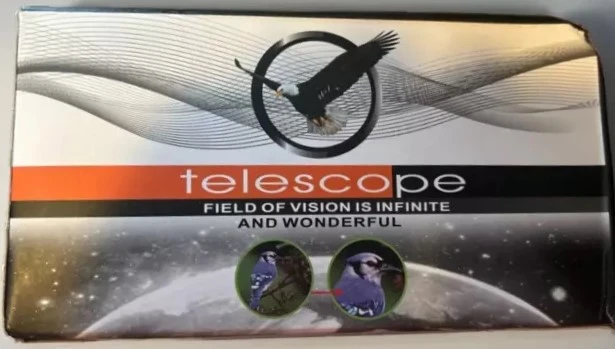 telescope
FIELD OF VISION IS INFINITE
AND WONDERFUL